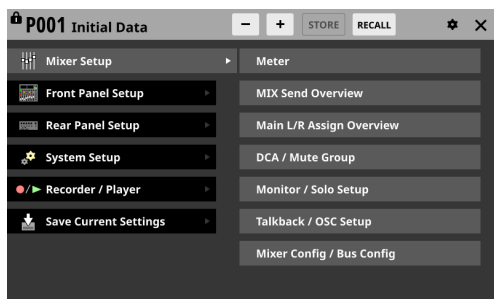 P001 Initial Data
− + STORE RECALL
Mixer Setup
Front Panel Setup
Rear Panel Setup
System Setup
Recorder / Player
Save Current Settings
Meter
MIX Send Overview
Main L/R Assign Overview
DCA / Mute Group
Monitor / Solo Setup
Talkback / OSC Setup
Mixer Config / Bus Config